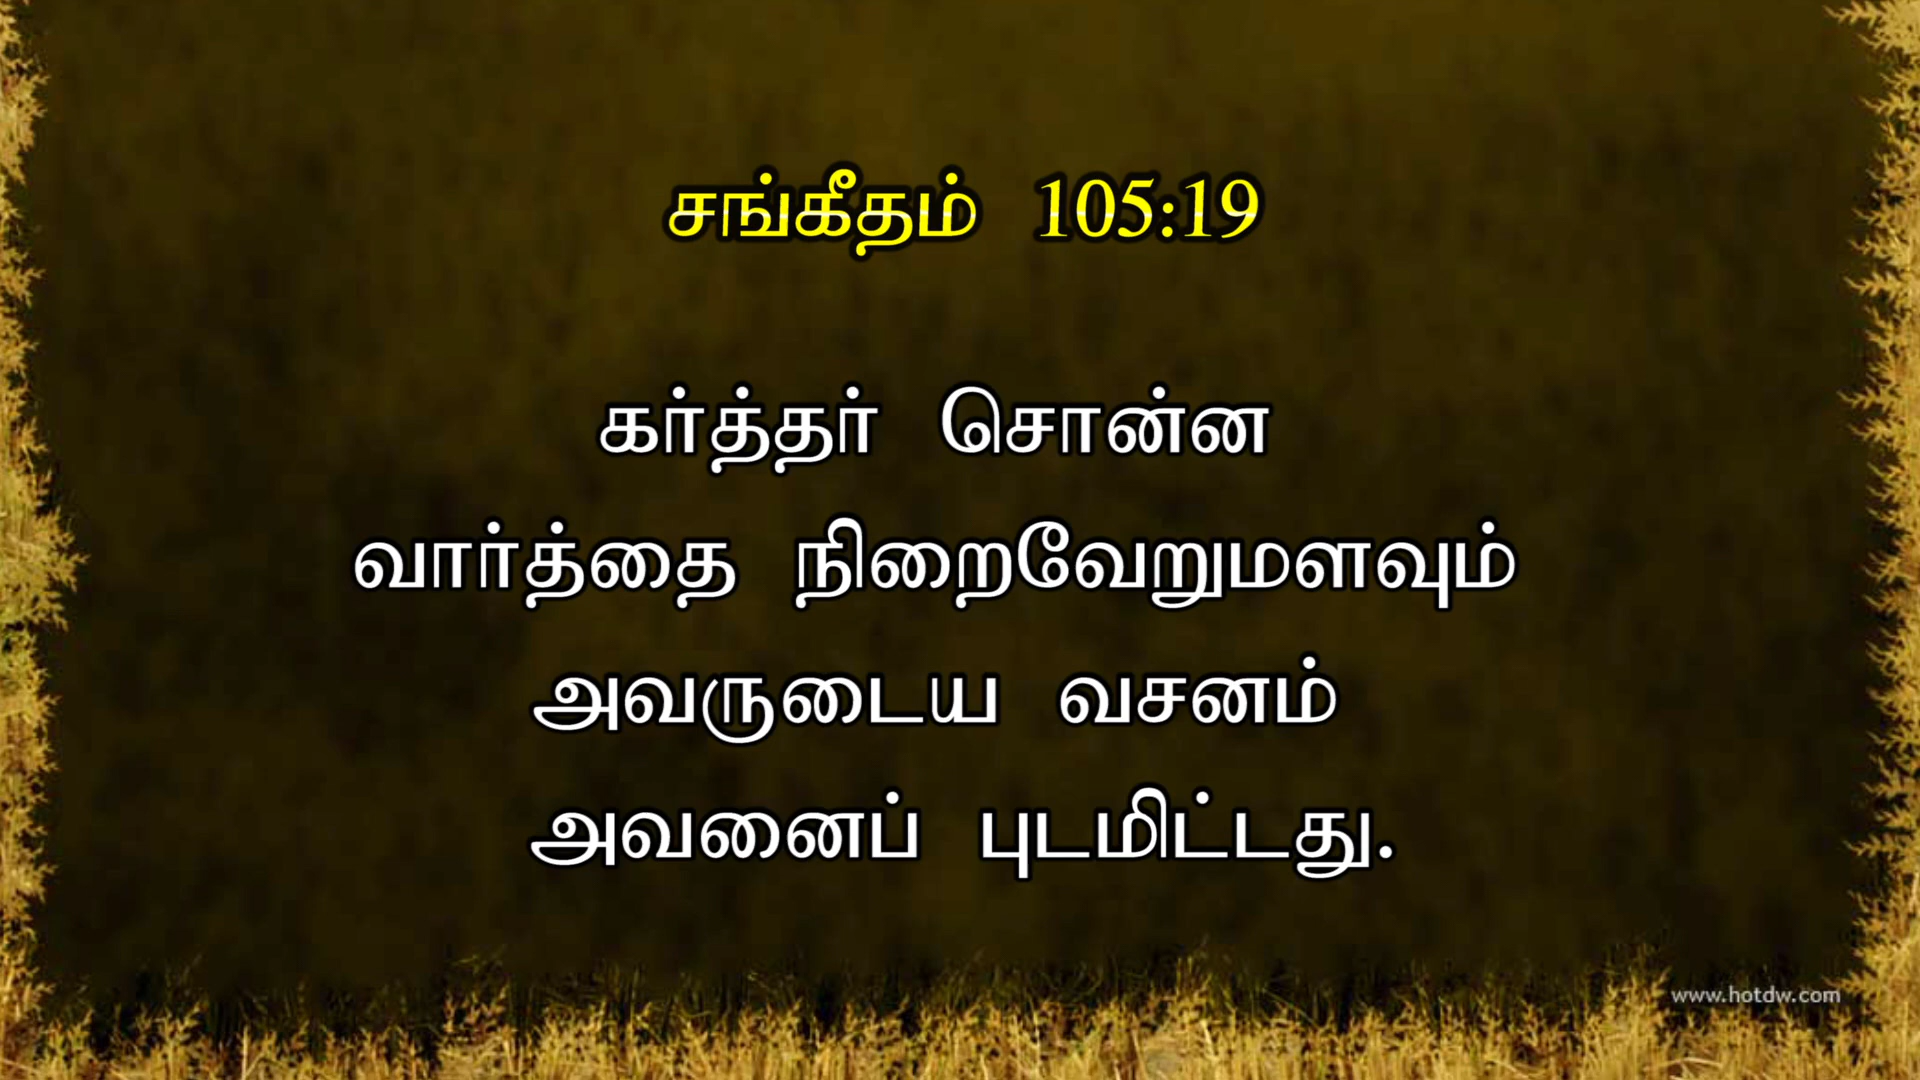 சங்கீதம் 105:19
கர்த்தர் சொன்ன
வார்த்தை நிறைவேறுமளவும்
அவருடைய வசனம்
அவனைப் புடமிட்டது.
www.hotdw.com